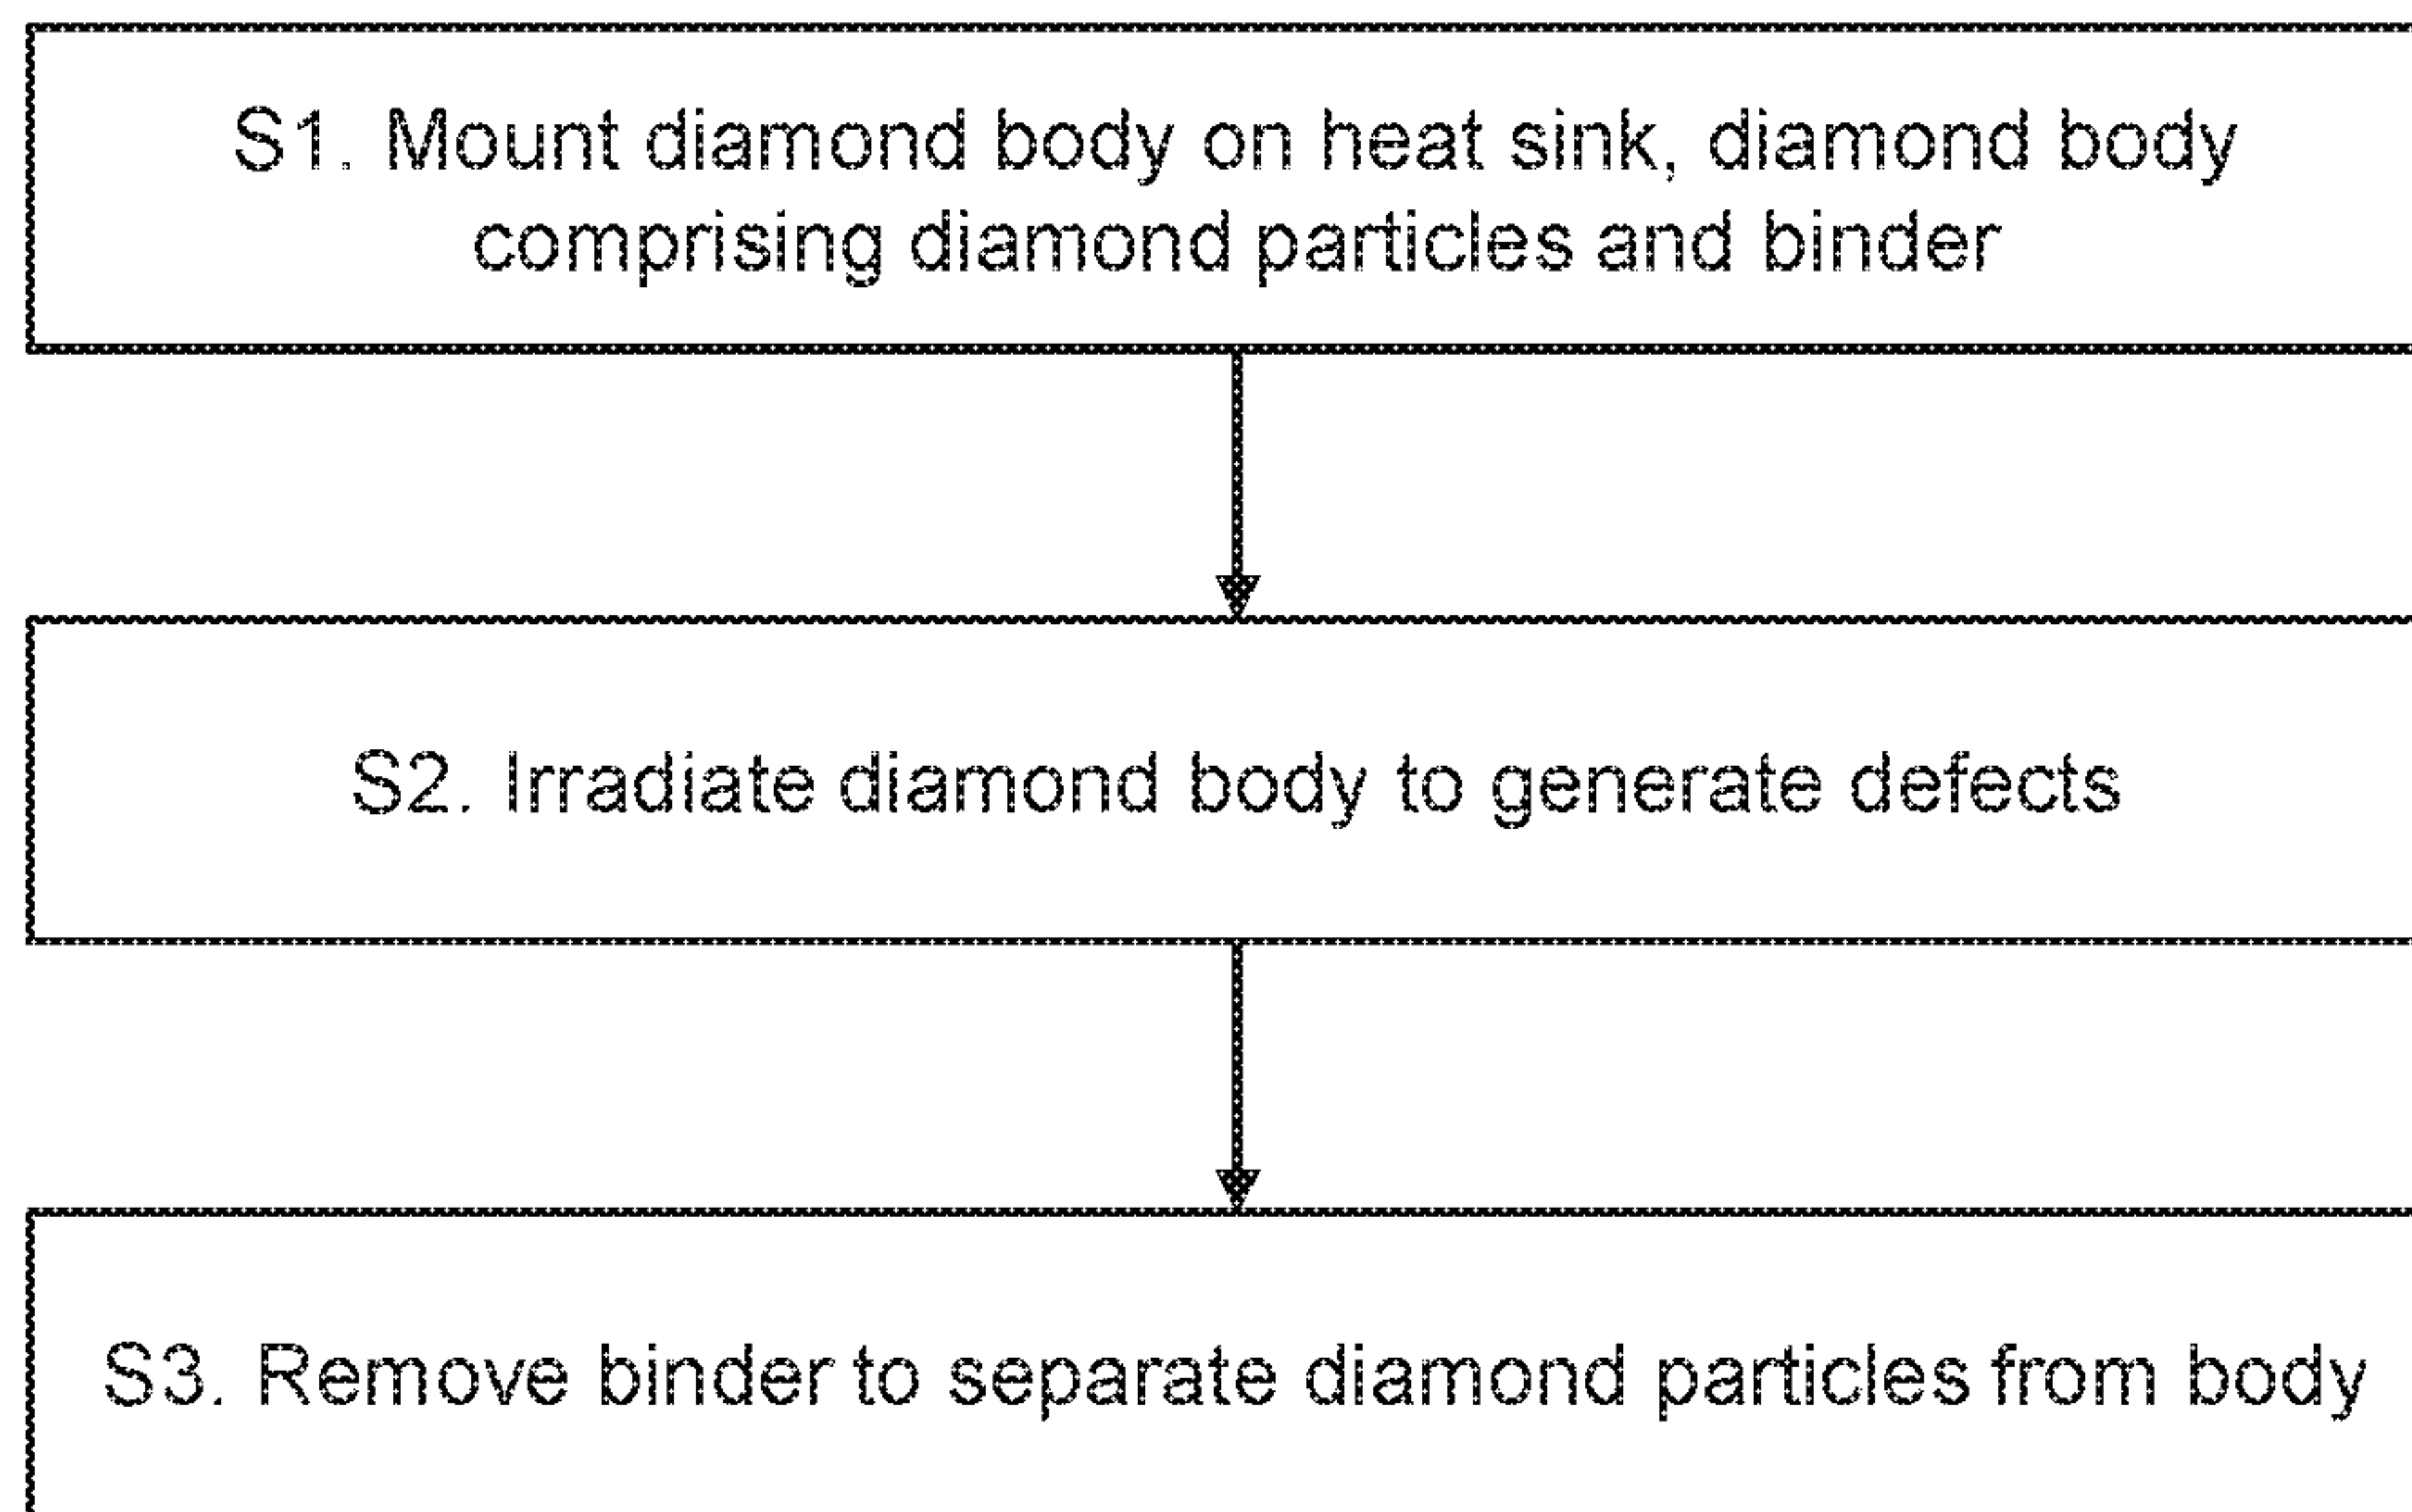 S1. Mount diamond body on heat sink, diamond body
comprising diamond particles and binder
S2. Irradiate diamond body to generate defects
S3. Remove binder to separate diamond particles from body